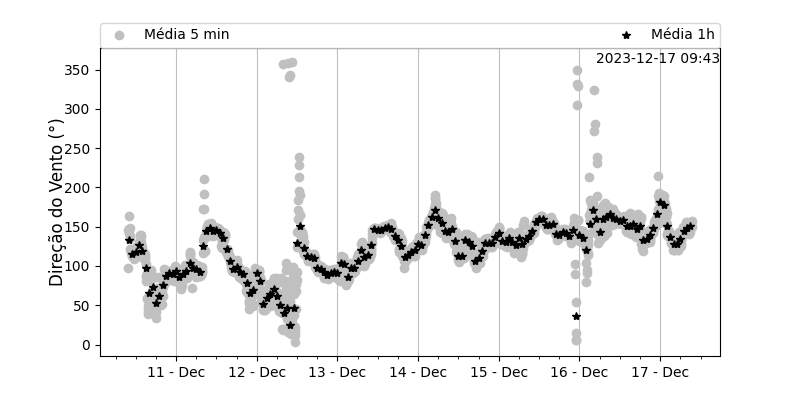 Média 5 min
Média 1h
2023-12-17 09:43
Direção do Vento (°)
350
300
250
200
150
100
50
0
11 - Dec
12 - Dec
13 - Dec
14 - Dec
15 - Dec
16 - Dec
17 - Dec